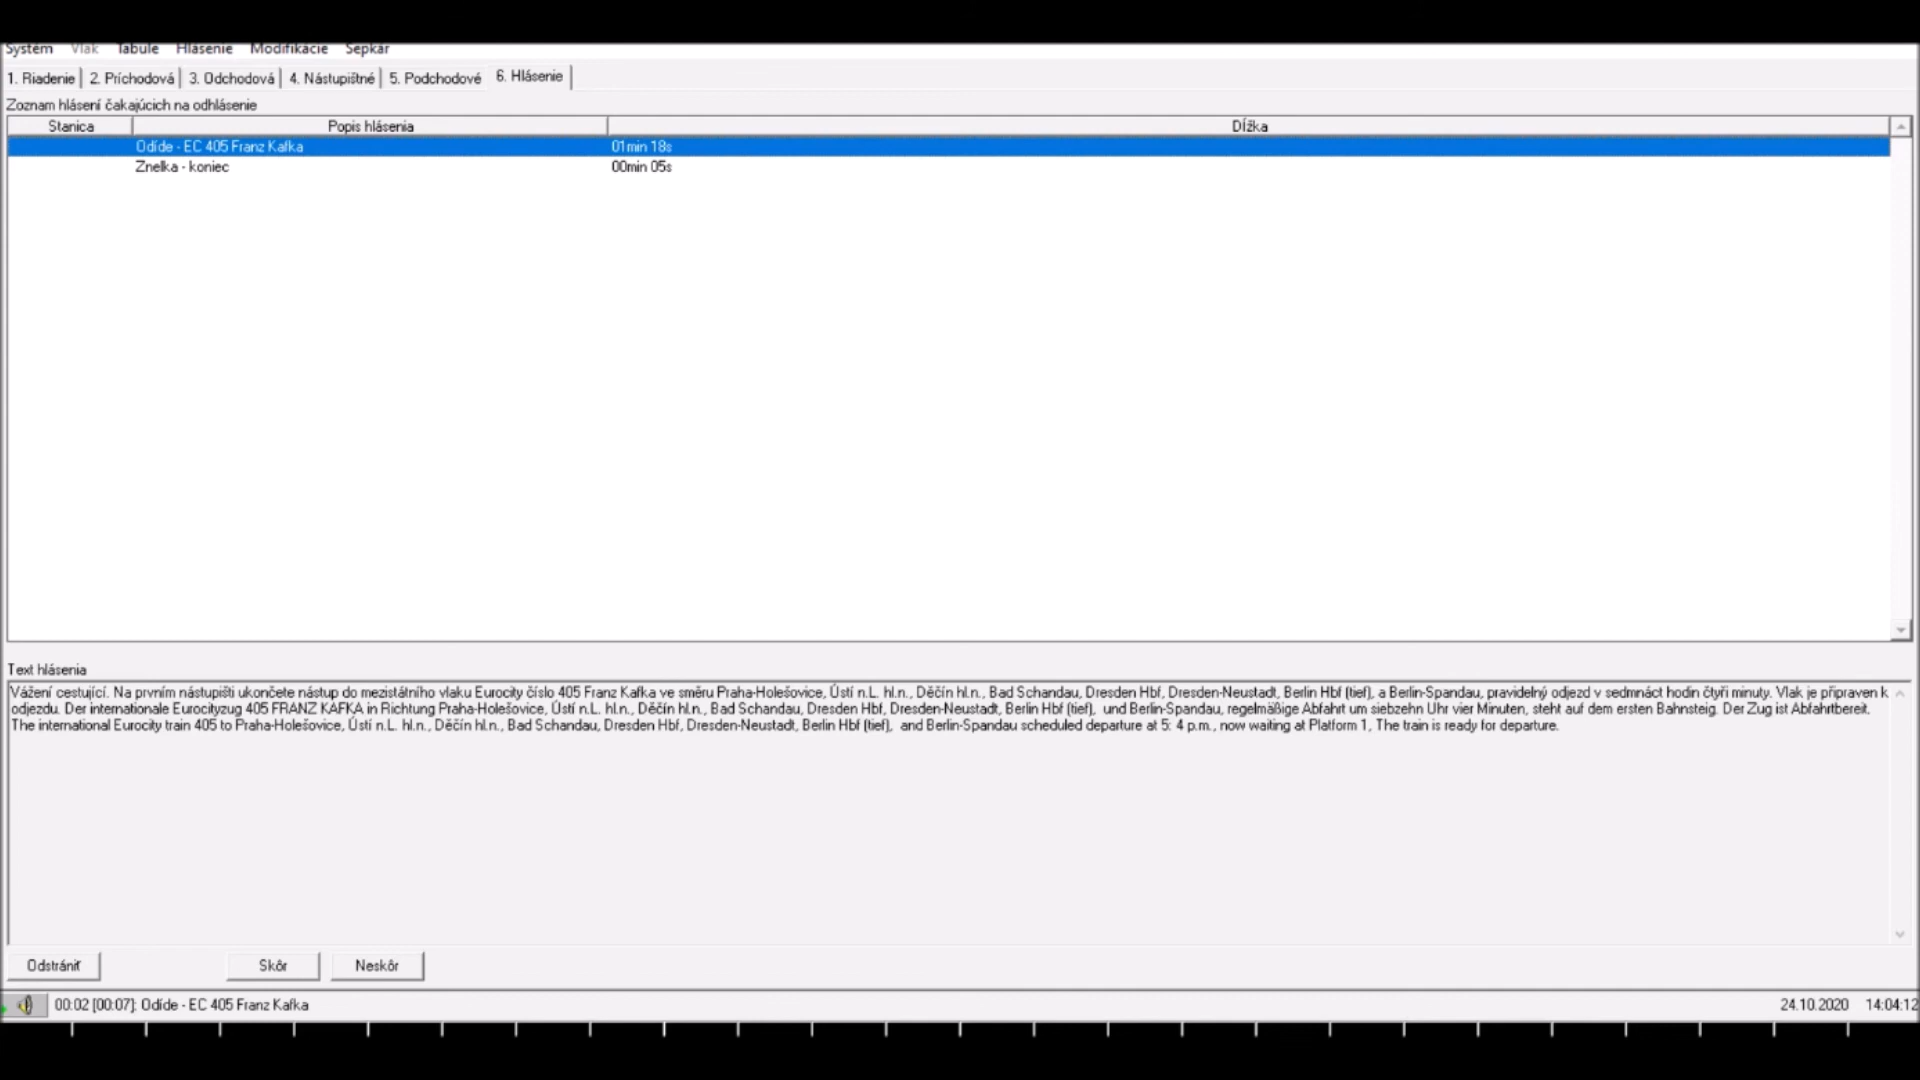 Systém Vlak Tabule Hlásenie Modifikácie Šepkár
1. Riadenie 2. Príchodová 3. Odchodová 4. Nástupištné 5. Podchodové 6. Hlásenie
Zoznam hlásení čakajúcich na odhlásenie
Stanica Popis hlásenia Dĺžka
Odíde - EC 405 Franz Kafka 01min 18s
Znelka - koniec 00min 05s
Text hlásenia
Vážení cestující. Na prvním nástupišti ukončete nástup do mezistátního vlaku Eurocity číslo 405 Franz Kafka ve směru Praha-Holešovice, Ústí n.L. hl.n., Děčín hl.n., Bad Schandau, Dresden Hbf, Dresden-Neustadt, Berlin Hbf (tief), a Berlin-Spandau, pravidelný odjezd v sedmnáct hodin čtyři minuty. Vlak je připraven k
odjezdu. Der internationale Eurocityzug 405 FRANZ KAFKA in Richtung Praha-Holešovice, Ústí n.L. hl.n., Děčín hl.n., Bad Schandau, Dresden Hbf, Dresden-Neustadt, Berlin Hbf (tief), und Berlin-Spandau, regelmäßige Abfahrt um siebzehn Uhr vier Minuten, steht auf dem ersten Bahnsteig. Der Zug ist Abfahrtbereit.
The international Eurocity train 405 to Praha-Holešovice, Ústí n.L. hl.n., Děčín hl.n., Bad Schandau, Dresden Hbf, Dresden-Neustadt, Berlin Hbf (tief), and Berlin-Spandau scheduled departure at 5: 4 p.m., now waiting at Platform 1, The train is ready for departure.
Odstrániť Skôr Neskôr
00:02 [00:07]: Odíde - EC 405 Franz Kafka 24.10.2020 14:04:12